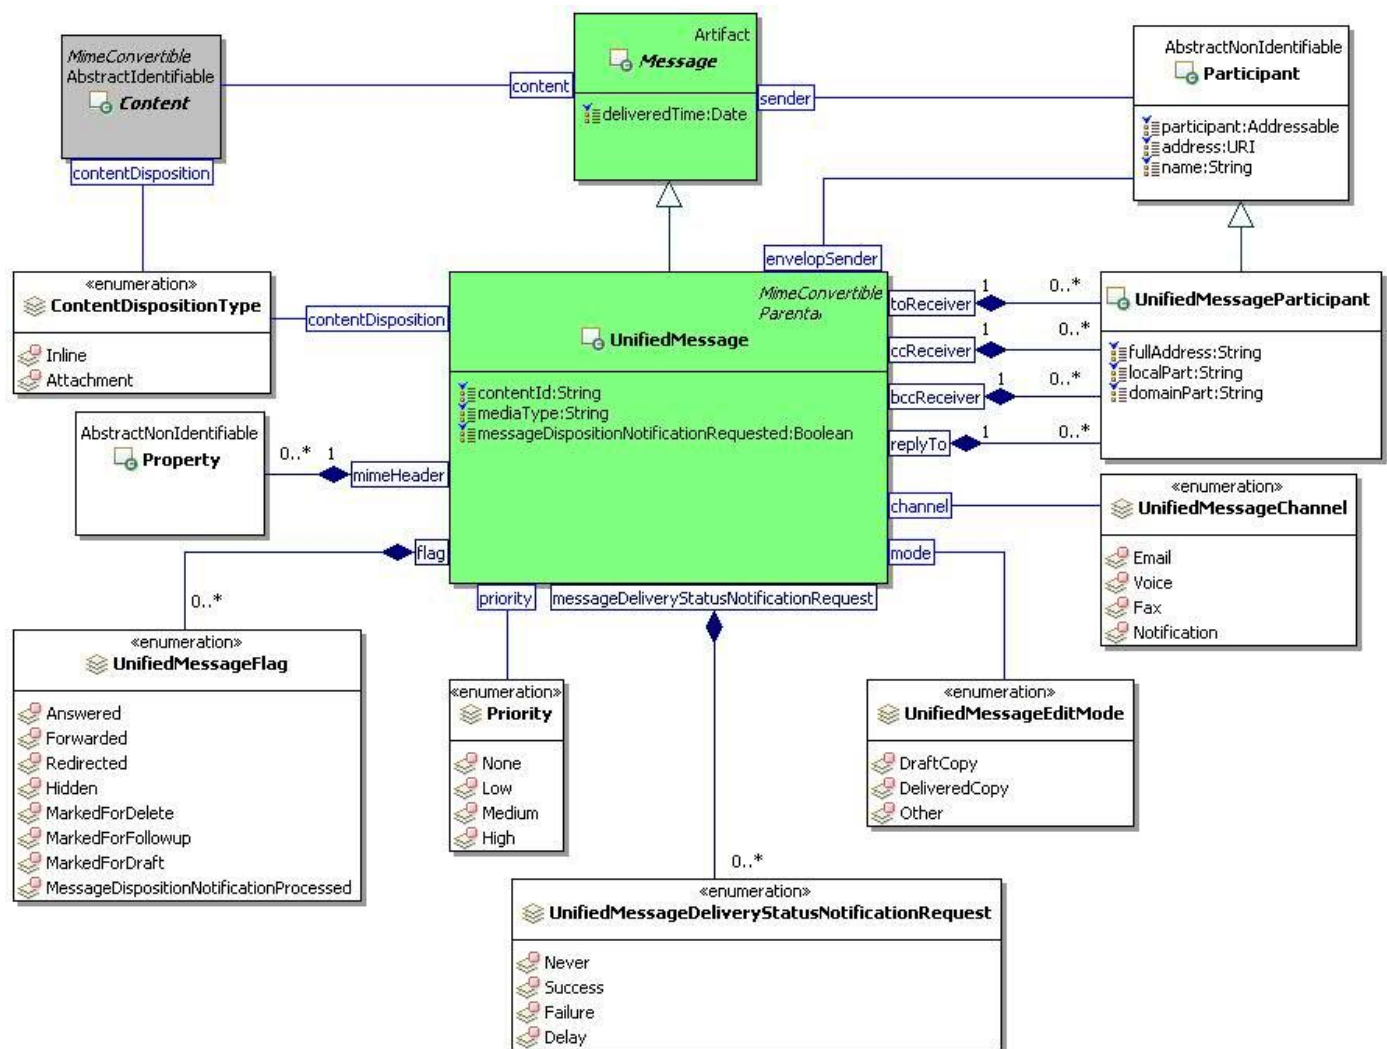 MimeConvertible
AbstractIdentifiable
Content
contentDisposition
content
Artifact
Message
deliveredTime:Date
sender
AbstractNonIdentifiable
Participant
participant:Addressable
address:URI
name:String
envelopSender
«enumeration»
ContentDispositionType
Inline
Attachment
contentDisposition
MimeConvertible
Parental
UnifiedMessage
contentId:String
mediaType:String
messageDispositionNotificationRequested:Boolean
toReceiver 1 0..*
ccReceiver 1 0..*
bccReceiver 1 0..*
replyTo 1 0..*
UnifiedMessageParticipant
fullAddress:String
localPart:String
domainPart:String
AbstractNonIdentifiable
Property
0..* 1
mimeHeader
channel
«enumeration»
UnifiedMessageChannel
Email
Voice
Fax
Notification
flag
0..*
mode
priority
messageDeliveryStatusNotificationRequest
«enumeration»
UnifiedMessageFlag
Answered
Forwarded
Redirected
Hidden
MarkedForDelete
MarkedForFollowup
MarkedForDraft
MessageDispositionNotificationProcessed
«enumeration»
Priority
None
Low
Medium
High
«enumeration»
UnifiedMessageEditMode
DraftCopy
DeliveredCopy
Other
0..*
«enumeration»
UnifiedMessageDeliveryStatusNotificationRequest
Never
Success
Failure
Delay